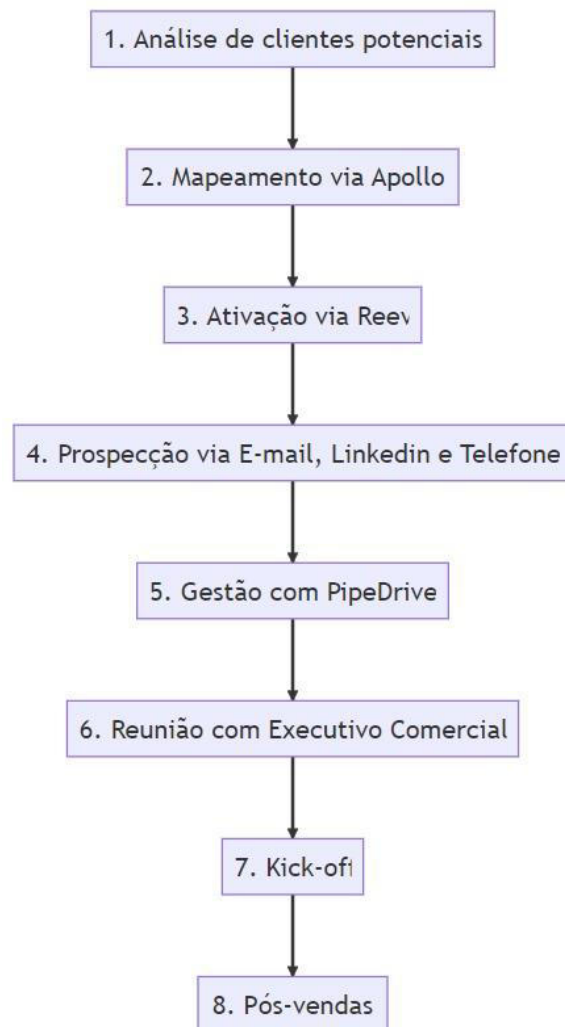 1. Análise de clientes potenciais
2. Mapeamento via Apollo
3. Ativação via Reev
4. Prospecção via E-mail, Linkedin e Telefone
5. Gestão com PipeDrive
6. Reunião com Executivo Comercial
7. Kick-off
8. Pós-vendas